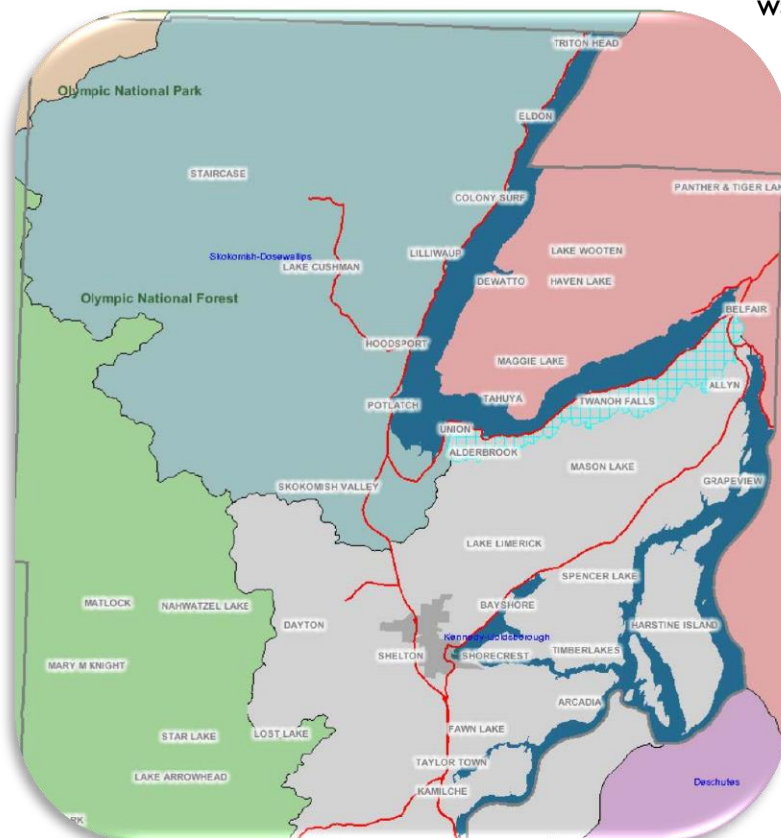 W
TRITON HEAD
Olympic National Park
ELDON
STAIRCASE
PANTHER & TIGER LAK
COLONY SURF
LILLIWAUP
LAKE WOOTEN
Skokomish-Dosewallips
LAKE CUSHMAN
DEWATTO
HAVEN LAKE
Olympic National Forest
BELFAIR
HOODSPORT
MAGGIE LAKE
ALLYN
POTLATCH
TAHUYA
TWANOH FALLS
UNION
ALDERBROOK
MASON LAKE
SKOKOMISH VALLEY
GRAPEVIEW
LAKE LIMERICK
SPENCER LAKE
MATLOCK
NAHWATZEL LAKE
BAYSHORE
DAYTON
HARSTINE ISLAND
Kennedy-Goldsborough
MARY M KNIGHT
SHELTON
SHORECREST
TIMBERLAKES
ARCADIA
STAR LAKE
LOST LAKE
FAWN LAKE
TAYLOR TOWN
LAKE ARROWHEAD
KAMILCHE
Deschutes
RK